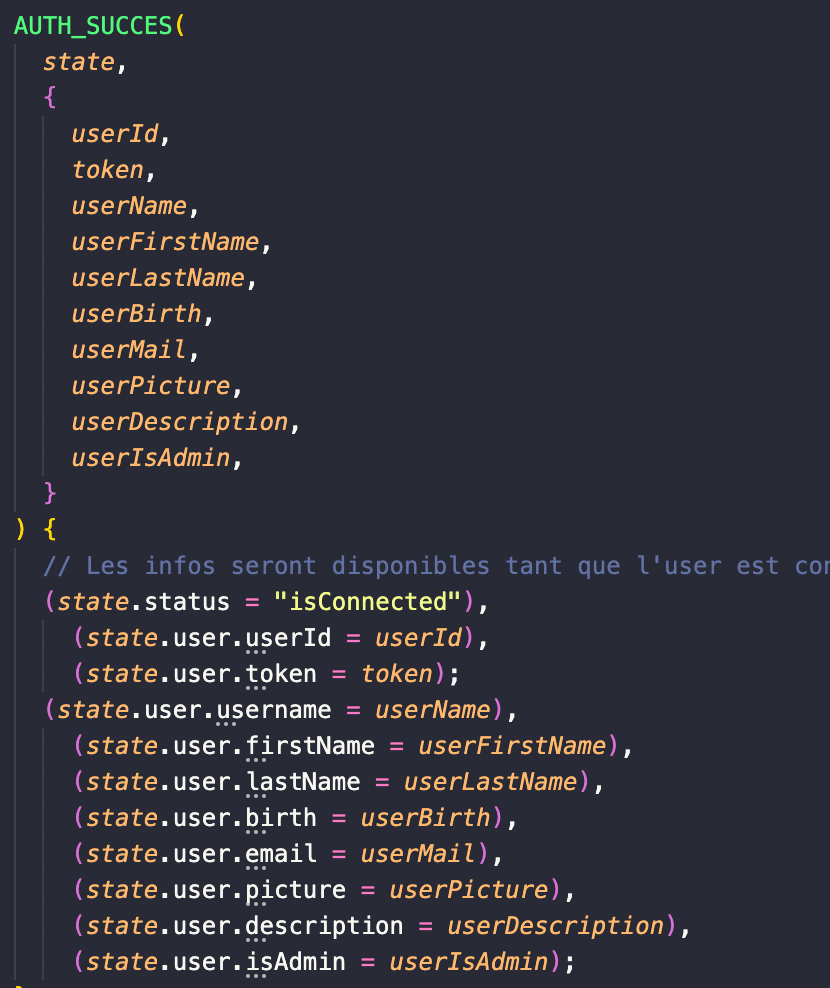 AUTH_SUCCES(
state,
{
userId,
token,
userName,
userFirstName,
userLastName,
userBirth,
userMail,
userPicture,
userDescription,
userIsAdmin,
}
) {
// Les infos seront disponibles tant que l'user est
(state.status = "isConnected"),
(state.user.userId = userId),
(state.user.token = token);
(state.user.username = userName),
(state.user.firstName = userFirstName),
(state.user.lastName = userLastName),
(state.user.birth = userBirth),
(state.user.email = userMail),
(state.user.picture = userPicture),
(state.user.description = userDescription),
(state.user.isAdmin = userIsAdmin);